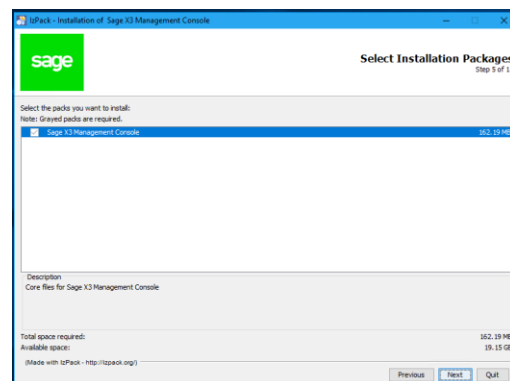 IzPack - Installation of Sage X3 Management Console
sage
Select Installation Packages
Step 5 of 1
Select the packs you want to install:
Note: Grayed packs are required.
Sage X3 Management Console 162.19 MB
Description
Core files for Sage X3 Management Console
Total space required: 162.19 MB
Available space: 19.15 GB
(Made with IzPack - http://izpack.org/)
Previous Next Quit